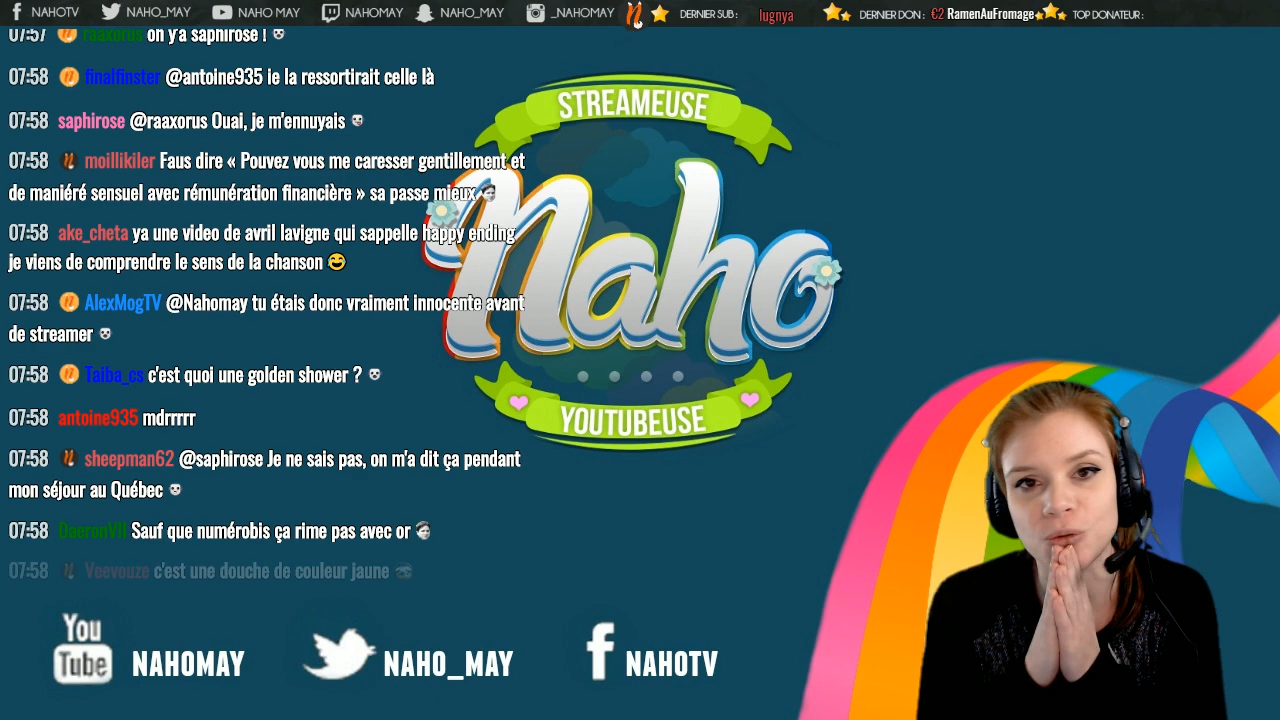 NAHOTV NAHO_MAY NAHO MAY NAHOMAY NAHO_MAY _NAHOMAY DERNIER SUB : lugnya DERNIER DON : €2 RamenAuFromage TOP DONATEUR :
07:57 raaxorus on y'a saphirose !
07:58 finalfinster @antoine935 ie la ressortirait celle là
07:58 saphirose @raaxorus Ouai, je m'ennuyais
07:58 moillikiler Faus dire « Pouvez vous me caresser gentillement et
de maniéré sensuel avec rémunération financière » sa passe mieux
07:58 ake_cheta ya une video de avril lavigne qui sappelle happy ending
je viens de comprendre le sens de la chanson
07:58 AlexMogTV @Nahomay tu étais donc vraiment innocente avant
de streamer
07:58 Taiba_cs c'est quoi une golden shower ?
07:58 antoine935 mdrrrrr
07:58 sheepman62 @saphirose Je ne sais pas, on m'a dit ça pendant
mon séjour au Québec
07:58 DaeronVII Sauf que numérobis ça rime pas avec or
07:58 Veevouze c'est une douche de couleur jaune
STREAMEUSE
Naho
YOUTUBEUSE
You
Tube
NAHOMAY
NAHO_MAY
NAHOTV